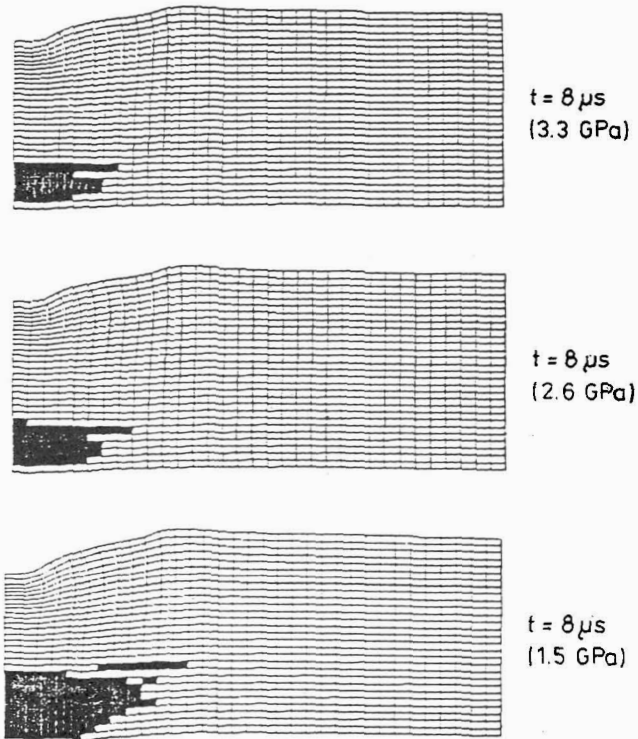 t = 8 μs
(3.3 GPa)
t = 8 μs
(2.6 GPa)
t = 8 μs
(1.5 GPa)